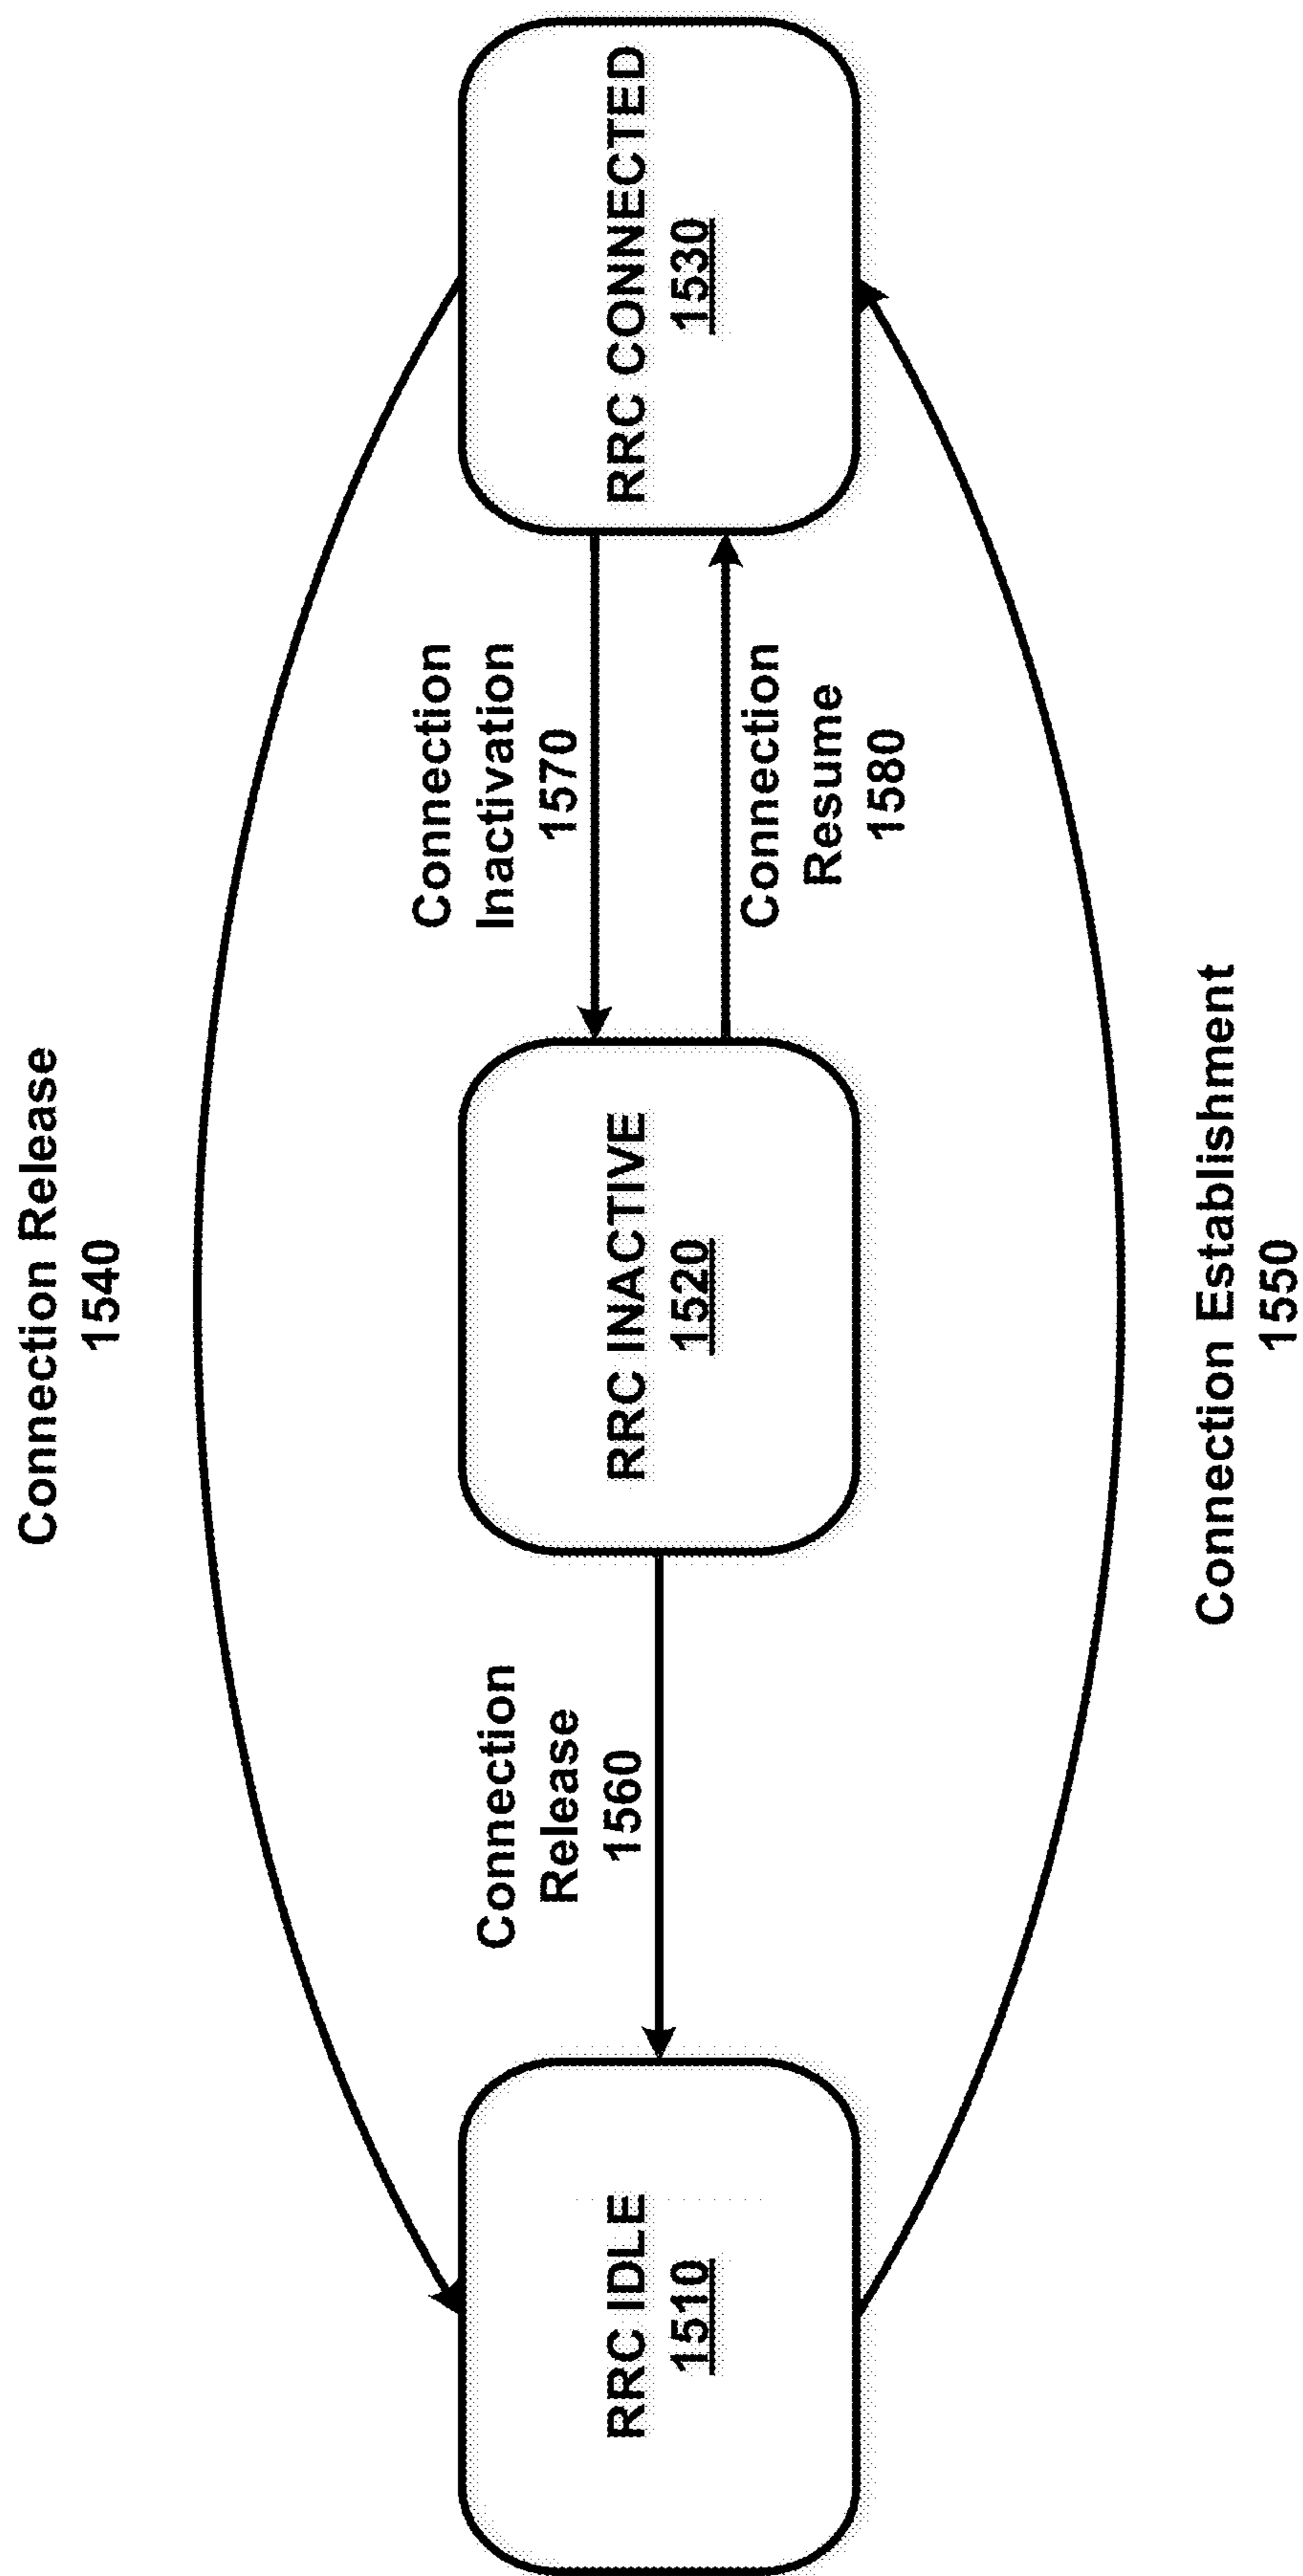 Connection Release
1540
Connection
Release
1560
Connection
Inactivation
1570
RRC IDLE
1510
RRC INACTIVE
1520
RRC CONNECTED
1530
Connection
Resume
1580
Connection Establishment
1550